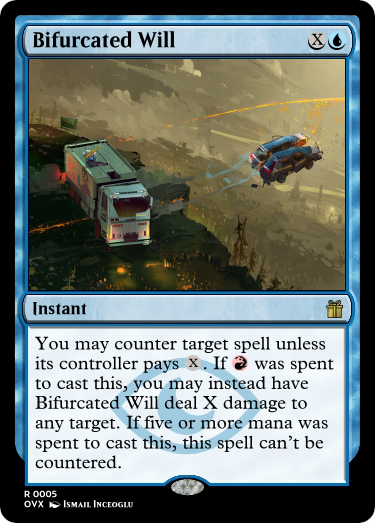 Bifurcated Will X
Instant
You may counter target spell unless
its controller pays X. If was spent
to cast this, you may instead have
Bifurcated Will deal X damage to
any target. If five or more mana was
spent to cast this, this spell can't be
countered.
R 0005
OVX Ismail Inceoglu